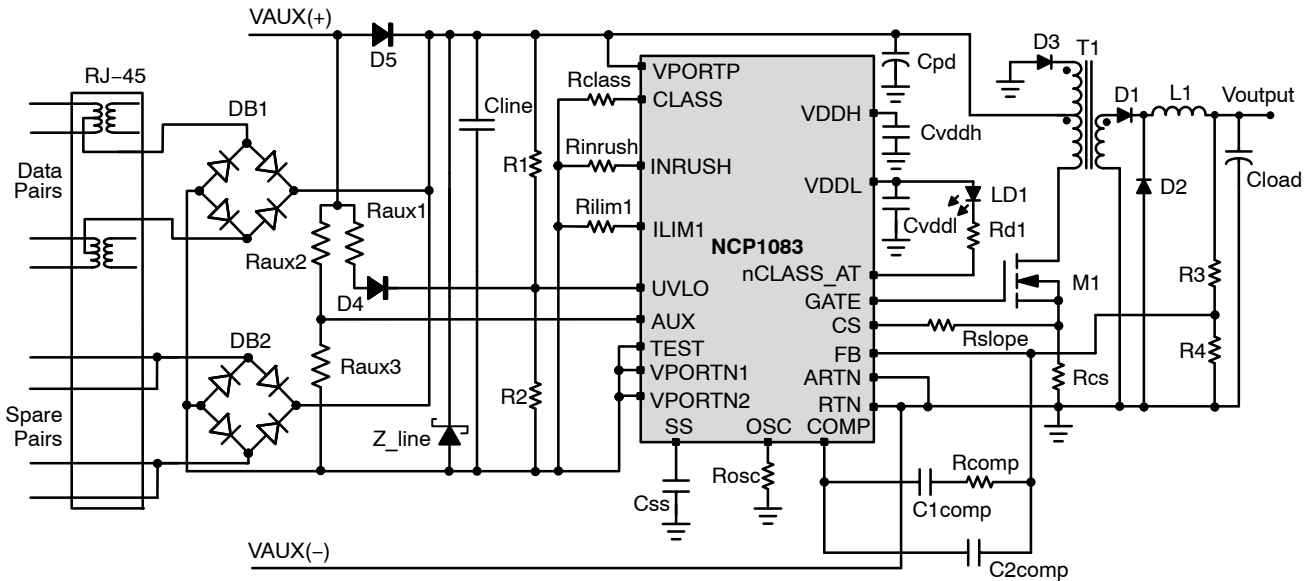 VAUX(+)
D5
RJ−45
DB1
Data
Pairs
DB2
Spare
Pairs
Raux1
Raux2
D4
Raux3
Z_line
Cline
R1
R2
Rclass
Rinrush
Rilim1
VPORTP
CLASS
INRUSH
ILIM1
NCP1083
UVLO
AUX
TEST
VPORTN1
VPORTN2
SS
OSC
COMP
VDDH
VDDL
nCLASS_AT
GATE
CS
FB
ARTN
RTN
Cpd
Cvddh
Cvddl
LD1
Rd1
D3
T1
D1
L1
Voutput
D2
Cload
M1
Rslope
Rcs
R3
R4
Css
Rosc
Rcomp
C1comp
C2comp
VAUX(−)